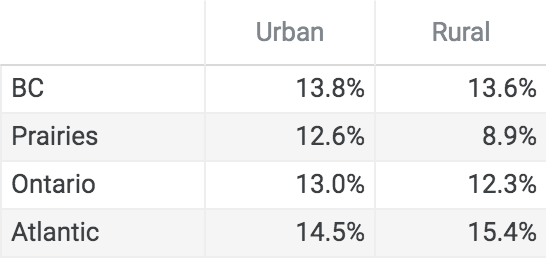 Urban Rural
BC 13.8% 13.6%
Prairies 12.6% 8.9%
Ontario 13.0% 12.3%
Atlantic 14.5% 15.4%